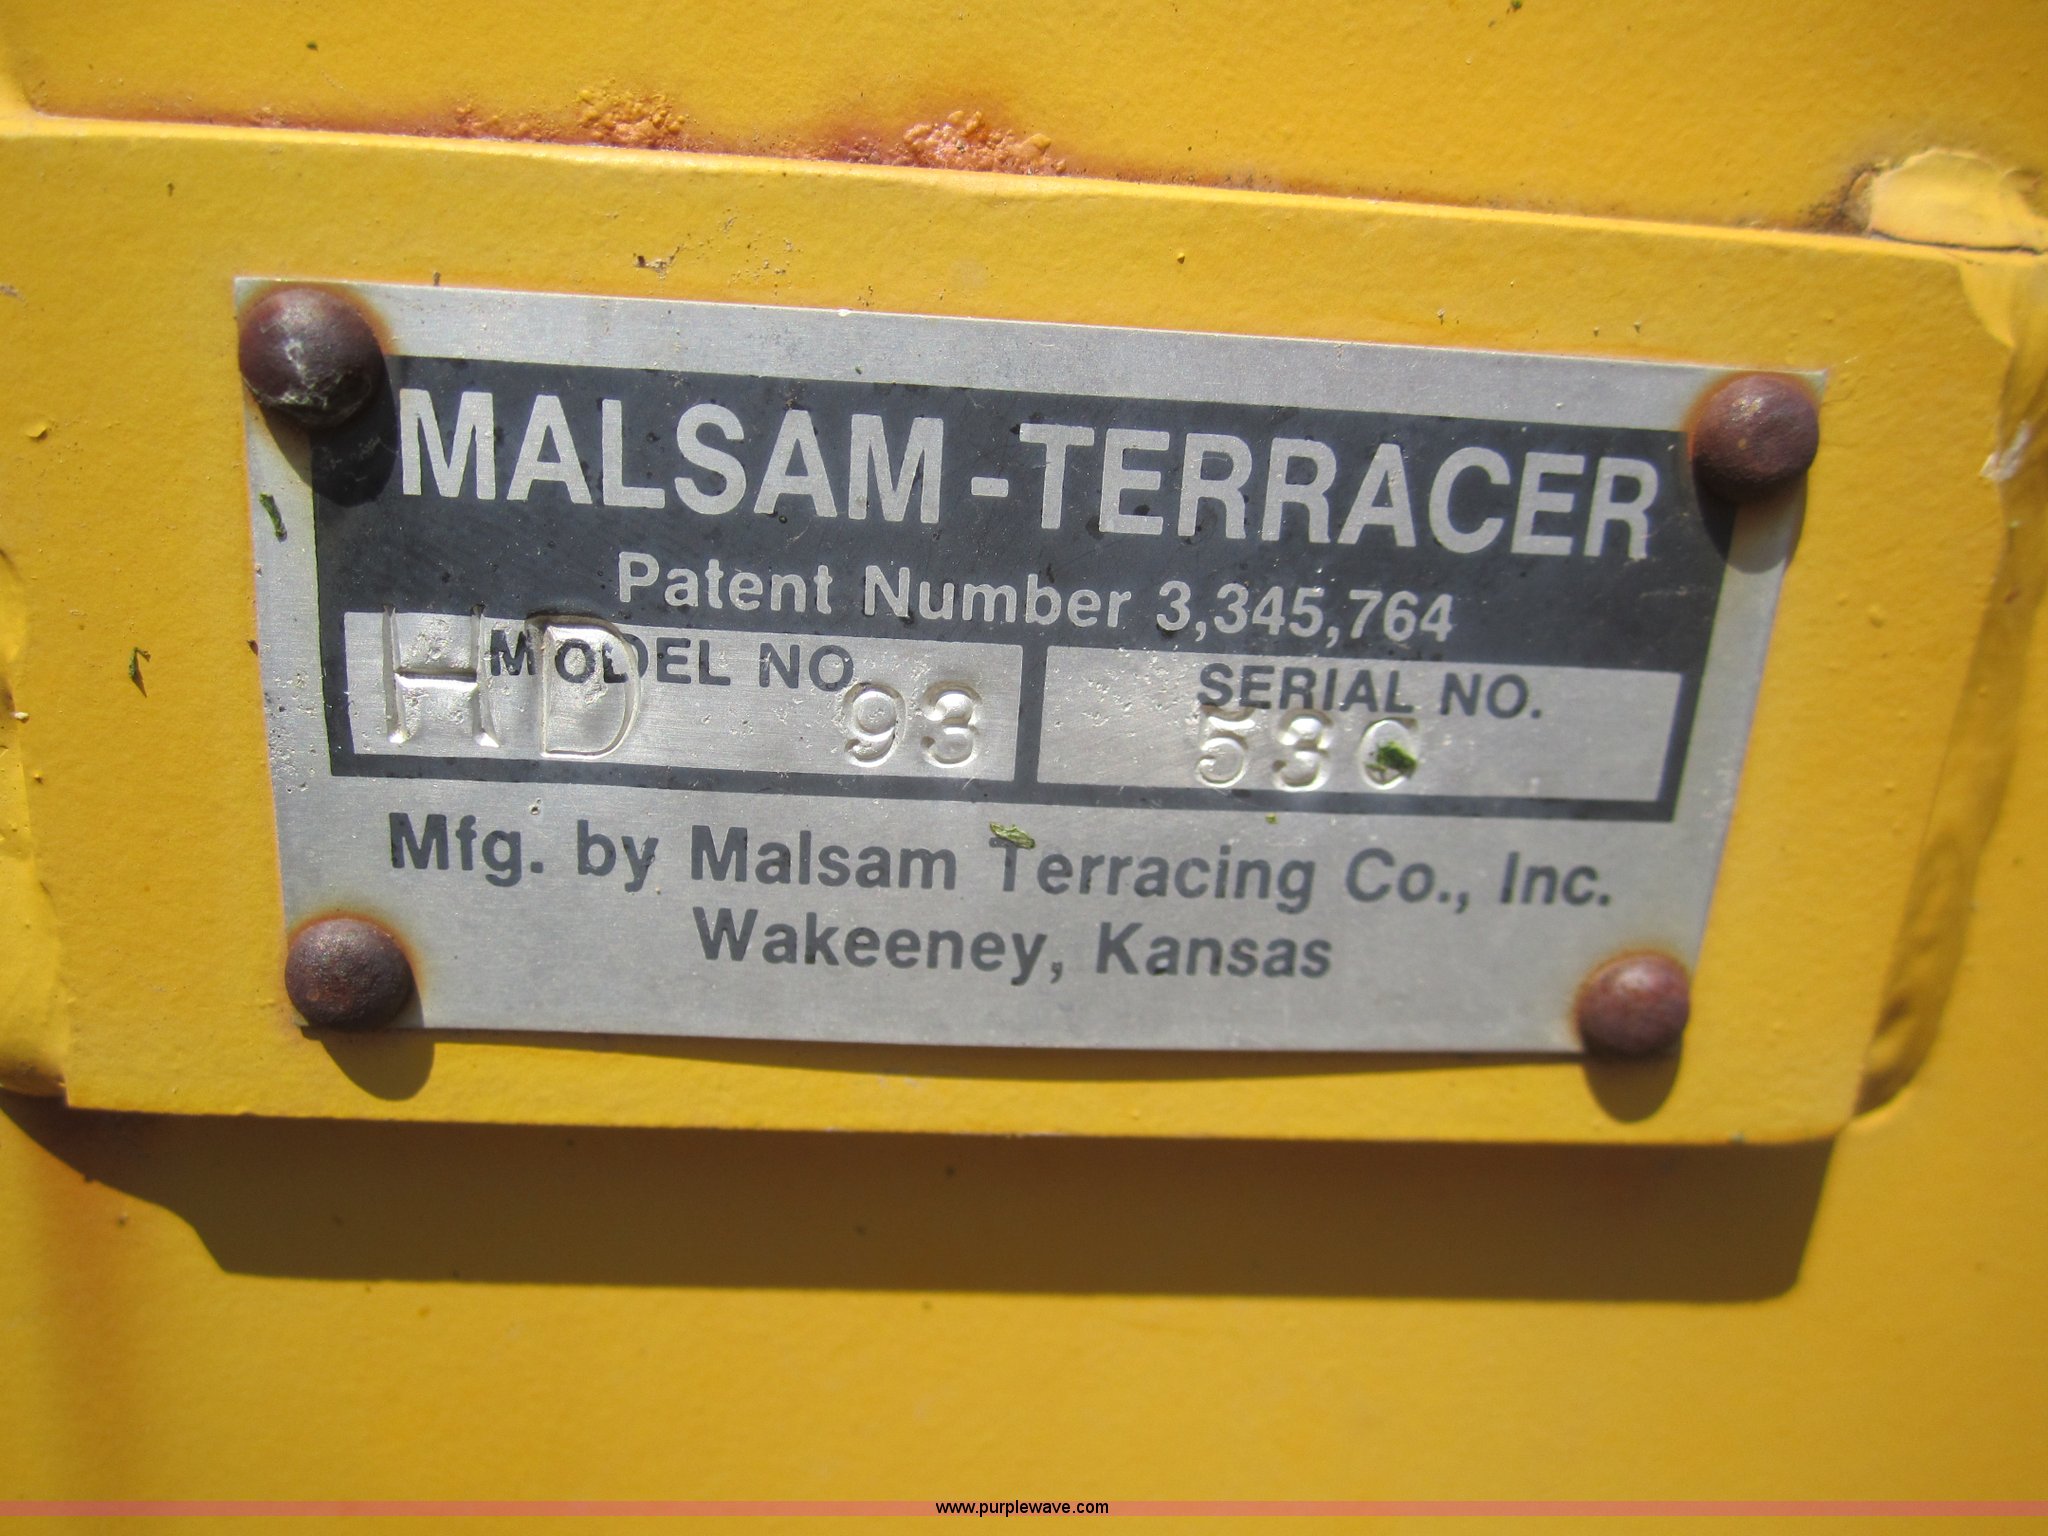 MALSAM-TERRACER
Patent Number 3,345,764
MODEL NO. SERIAL NO.
HD 93
Mfg. by Malsam Terracing Co., Inc.
Wakeeney, Kansas
www.purplewave.com